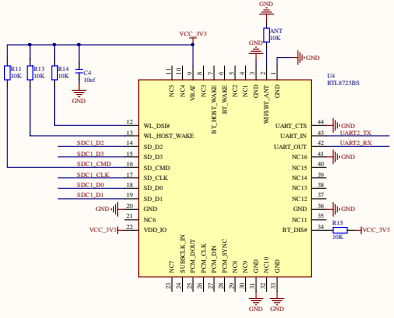 GND
ANT
10K
VCC_3V3
GND
GND
R11
10K
R13
10K
R14
10K
C4
10uf
GND
U4
RTL8723BS
11
10
9
8
7
6
5
4
3
2
1
NC5
NC4
VBAT
NC3
BT_HOST_WAKE
BT_WAKE
NC2
NC1
GND
WIFI/BT_ANT
GND
12 WL_DSI#
13 WL_HOST_WAKE
SDC1_D2 14 SD_D2
SDC1_D3 15 SD_D3
16 SD_CMD
SDC1_CMD
SDC1_CLK 17 SD_CLK
SDC1_D0 18 SD_D0
SDC1_D1 19 SD_D1
GND 20 GND
21 NC6
VCC_3V3 22 VDD_IO
UART_CTS 44 GND
UART_IN 43 UART2_TX
UART_OUT 42 UART2_RX
NC16 41 GND
NC15 40
NC14 39
NC13 38
NC12 37
GND 36 GND
NC11 35
BT_DIS# 34 R15 VCC_3V3
10K
NC7
SUSCLK_IN
PCM_DOUT
PCM_CLK
PCM_DIN
PCM_SYNC
NC8
NC9
GND
NC10
GND
23
24
25
26
27
28
29
30
31
32
33
GND
GND